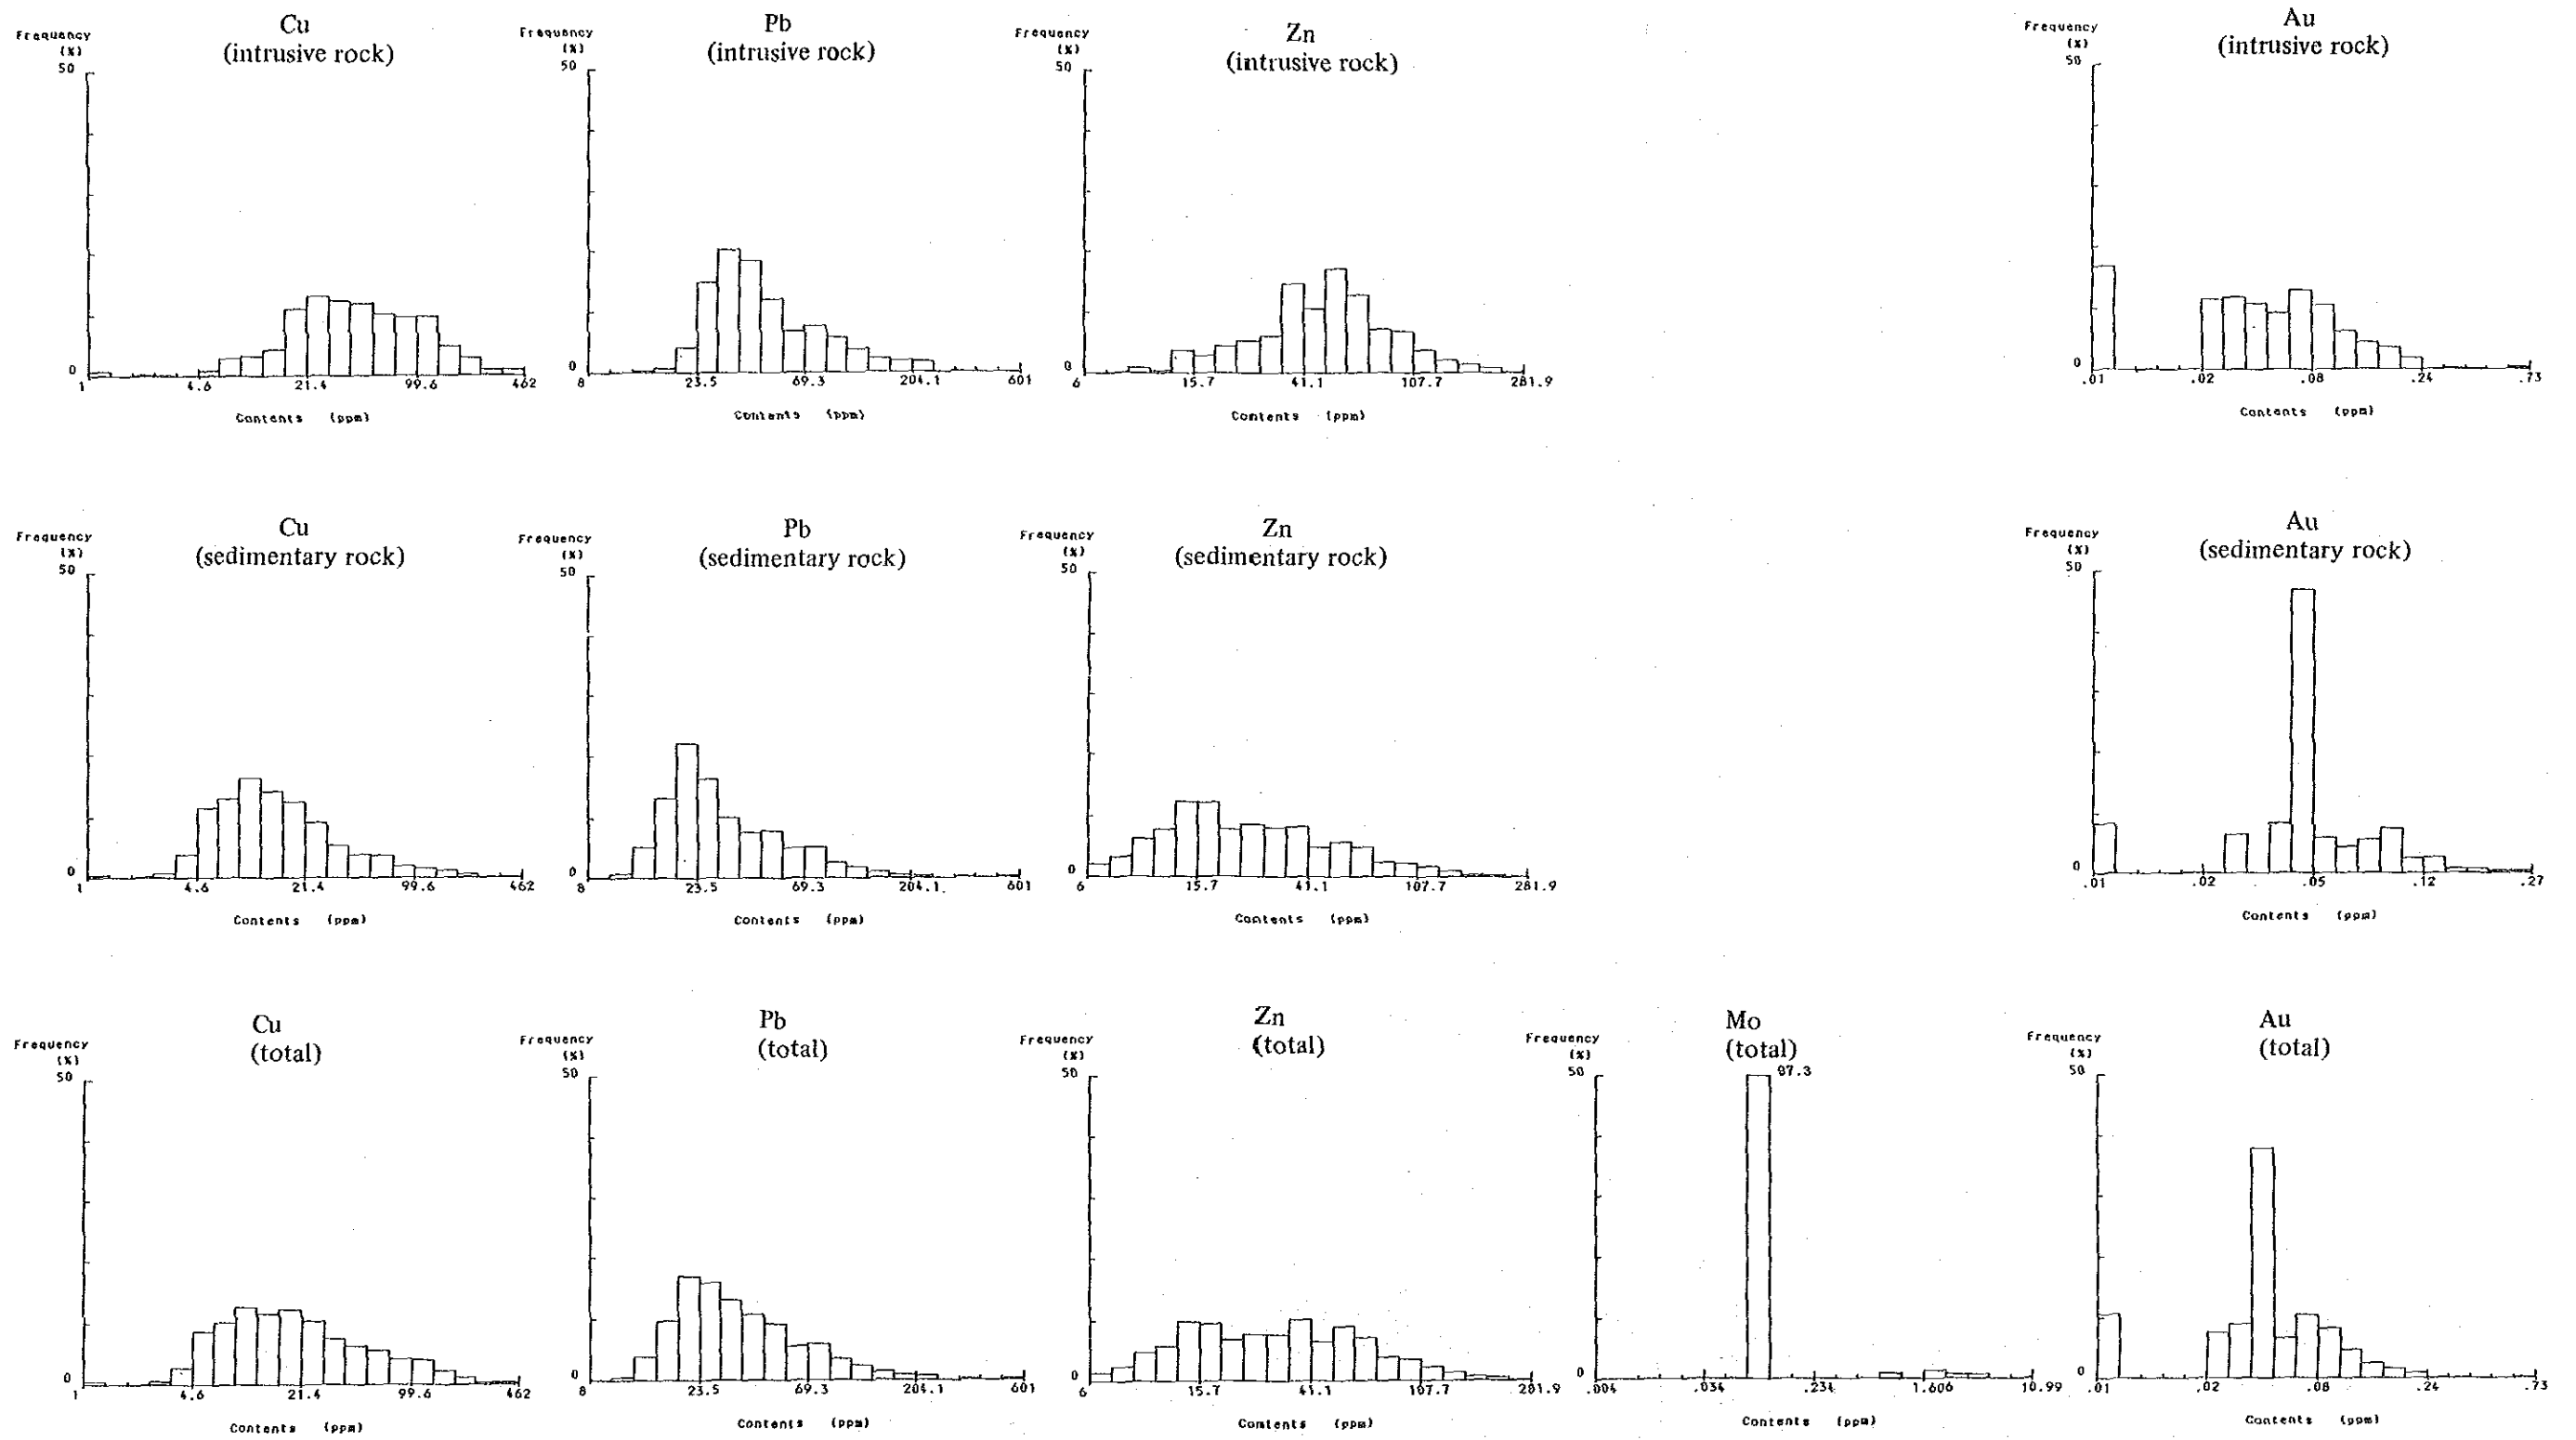 Cu
(intrusive rock)
Frequency
(%)
50
0
1 4.6 21.4 99.6 462
Contents (ppm)
Pb
(intrusive rock)
Frequency
(%)
50
0
8 23.5 69.3 204.1 601
Contents (ppm)
Zn
(intrusive rock)
Frequency
(%)
50
0
6 15.7 41.1 107.7 281.9
Contents (ppm)
Au
(intrusive rock)
Frequency
(%)
50
0
.01 .02 .08 .24 .73
Contents (ppm)
Cu
(sedimentary rock)
Frequency
(%)
50
0
1 4.6 21.4 99.6 462
Contents (ppm)
Pb
(sedimentary rock)
Frequency
(%)
50
0
8 23.5 69.3 204.1 601
Contents (ppm)
Zn
(sedimentary rock)
Frequency
(%)
50
0
6 15.7 41.1 107.7 281.9
Contents (ppm)
Au
(sedimentary rock)
Frequency
(%)
50
0
.01 .02 .05 .12 .27
Contents (ppm)
Cu
(total)
Frequency
(%)
50
0
1 4.6 21.4 99.6 462
Contents (ppm)
Pb
(total)
Frequency
(%)
50
0
8 23.5 69.3 204.1 601
Contents (ppm)
Zn
(total)
Frequency
(%)
50
0
6 15.7 41.1 107.7 281.9
Contents (ppm)
Mo
(total)
Frequency
(%)
50
97.3
0
.004 .034 .234 1.606 10.99
Contents (ppm)
Au
(total)
Frequency
(%)
50
0
.01 .02 .08 .24 .73
Contents (ppm)